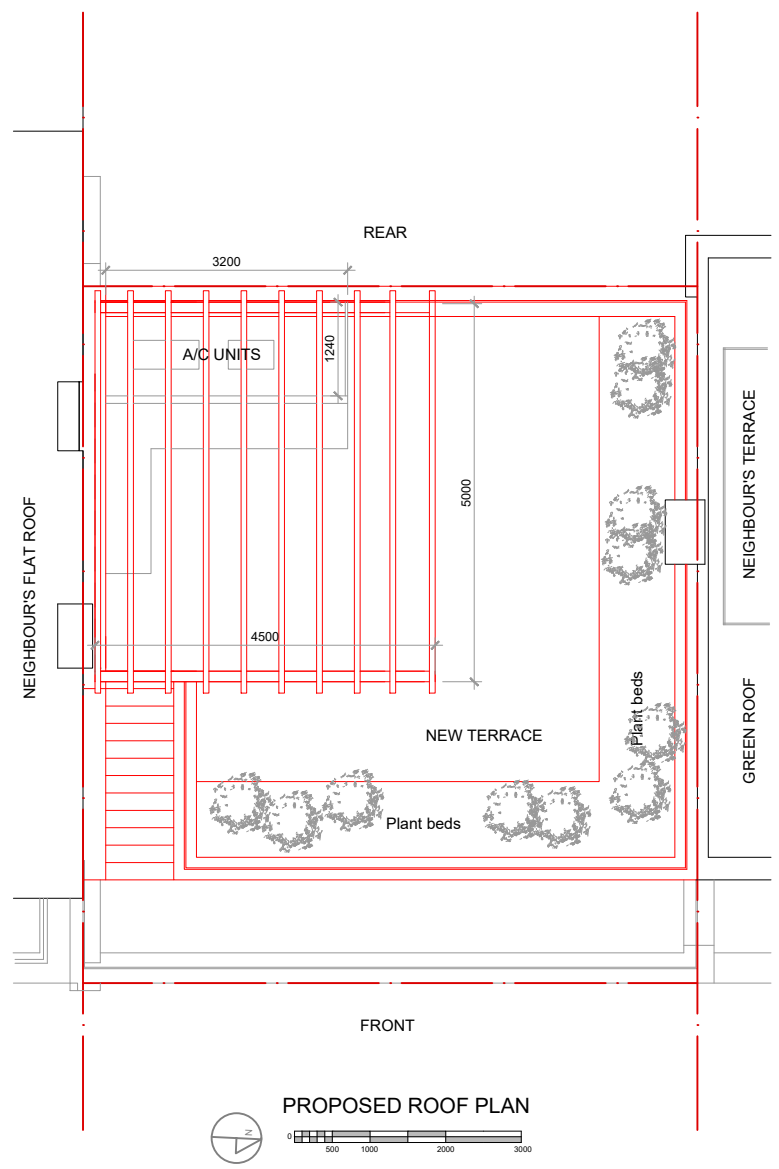 REAR
3200
A/C UNITS
1240
5000
NEIGHBOUR'S TERRACE
NEIGHBOUR'S FLAT ROOF
4500
NEW TERRACE
Plant beds
GREEN ROOF
Plant beds
FRONT
PROPOSED ROOF PLAN
N
0
500
1000
2000
3000